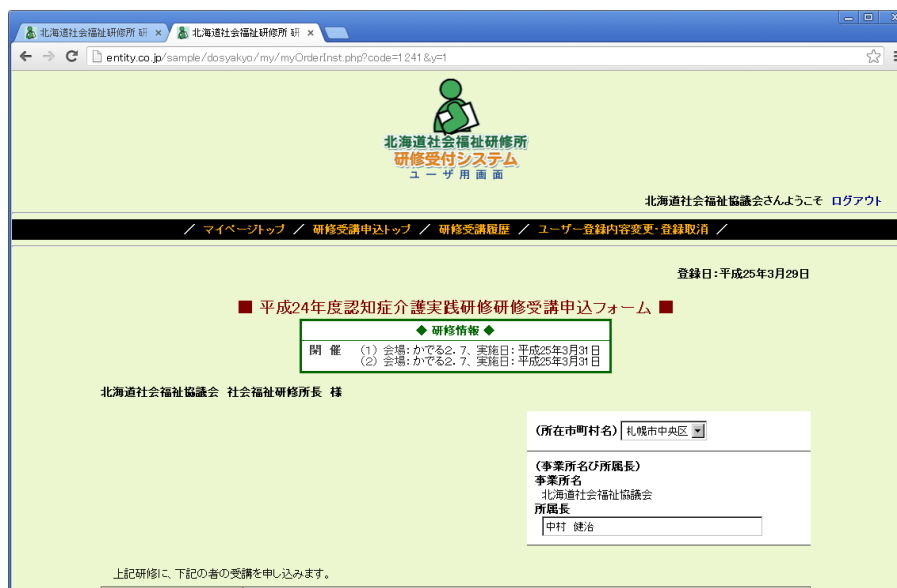 北海道社会福祉研修所 研
北海道社会福祉研修所 研
entity.co.jp/sample/dosyakyo/my/myOrderInst.php?code=1241&y=1
北海道社会福祉研修所
研修受付システム
ユーザ用画面
北海道社会福祉協議会さんようこそ ログアウト
／ マイページトップ ／ 研修受講申込トップ ／ 研修受講履歴 ／ ユーザー登録内容変更・登録取消 ／
登録日：平成25年3月29日
■ 平成24年度認知症介護実践研修研修受講申込フォーム ■
◆ 研修情報 ◆
開 催 （1） 会場：かでる2．7、実施日：平成25年3月31日
（2） 会場：かでる2．7、実施日：平成25年3月31日
北海道社会福祉協議会 社会福祉研修所長 様
（所在市町村名） 札幌市中央区
（事業所名び所属長）
事業所名
北海道社会福祉協議会
所属長
中村 健治
上記研修に、下記の者の受講を申し込みます。